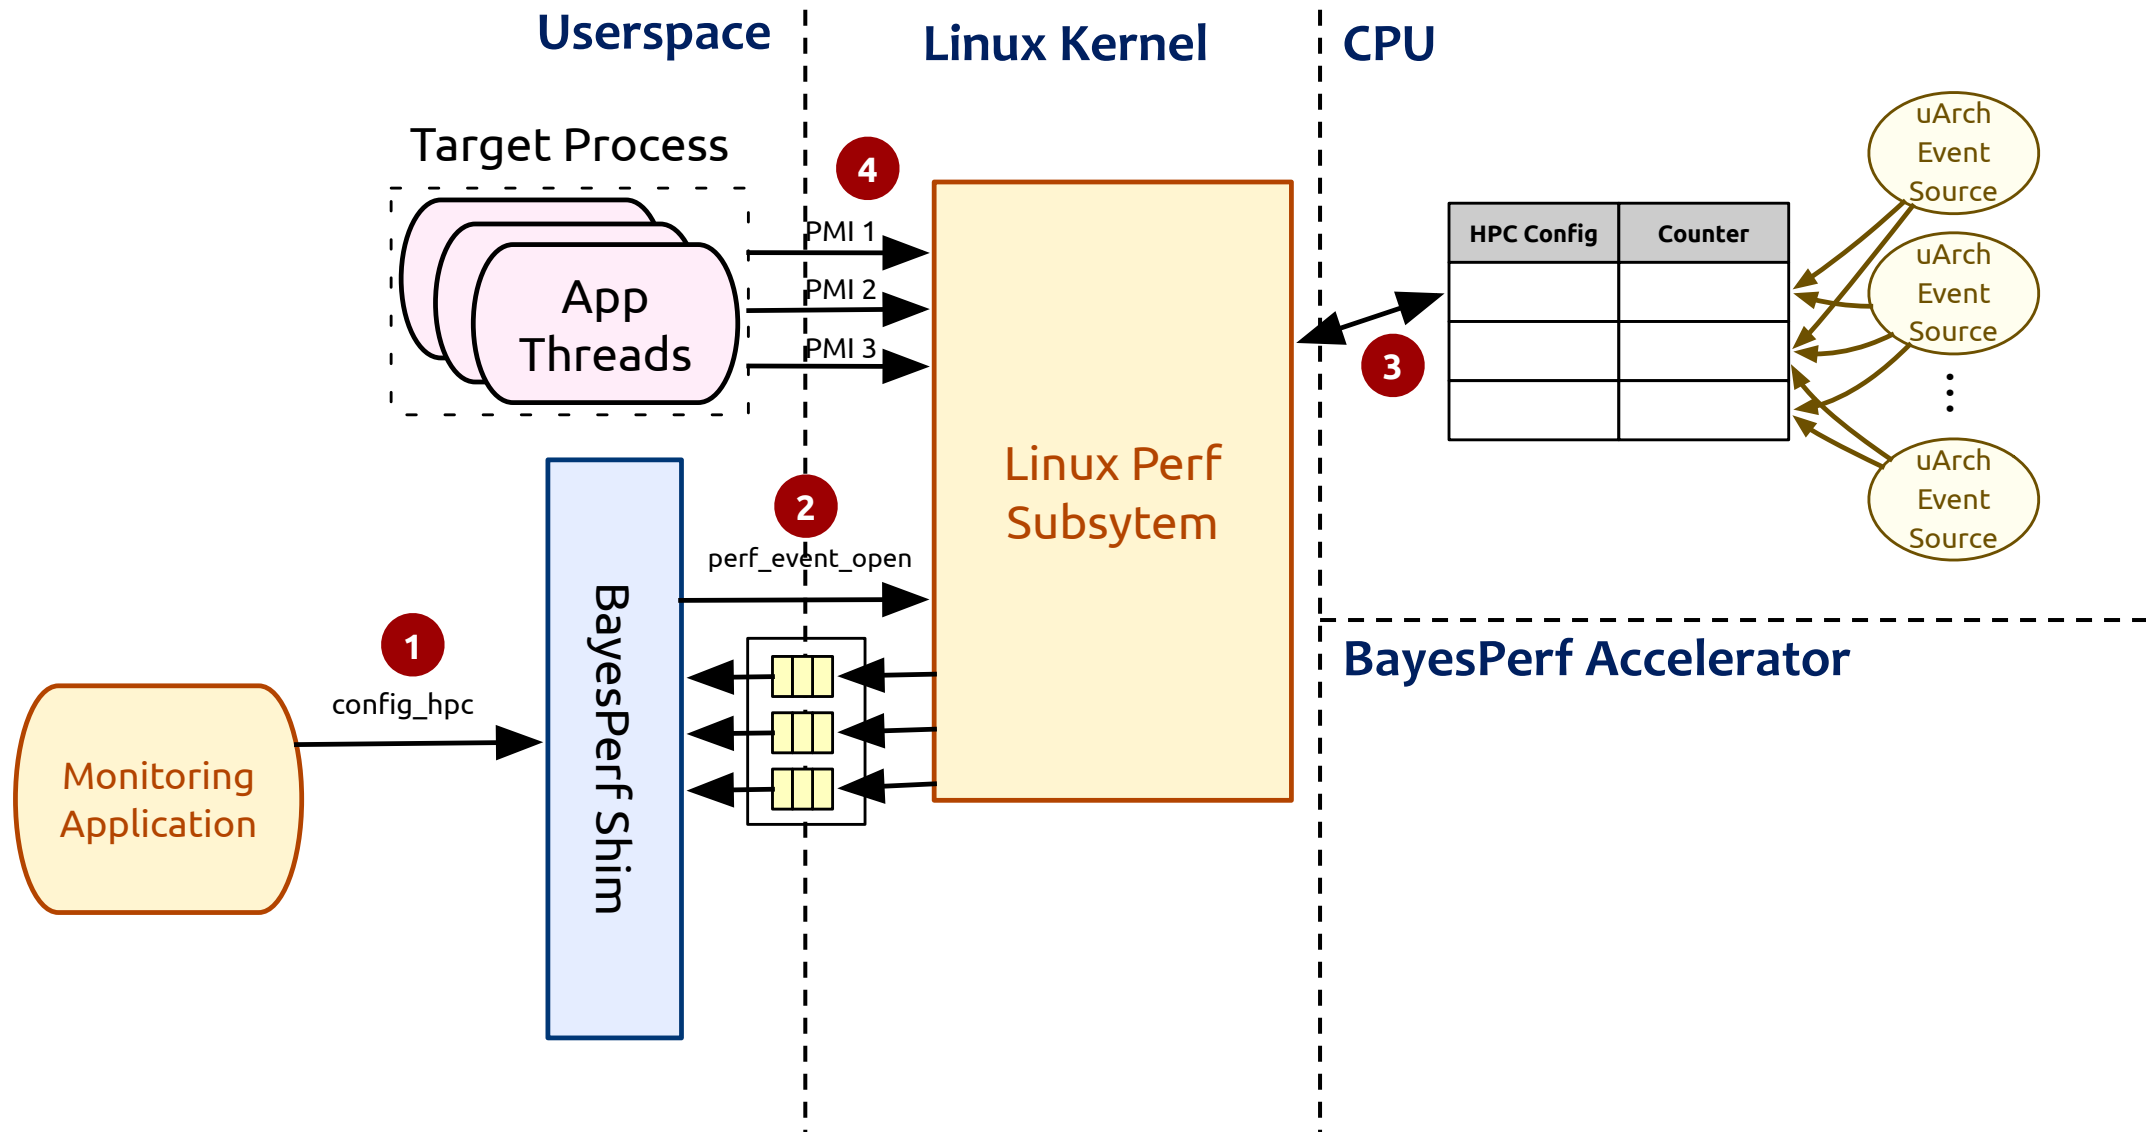 Userspace
Linux Kernel
CPU
Target Process
4
PMI 1
PMI 2
PMI 3
App
Threads
HPC Config
Counter
uArch
Event
Source
uArch
Event
Source
uArch
Event
Source
3
Linux Perf
Subsytem
2
perf_event_open
BayesPerf Shim
1
config_hpc
Monitoring
Application
BayesPerf Accelerator